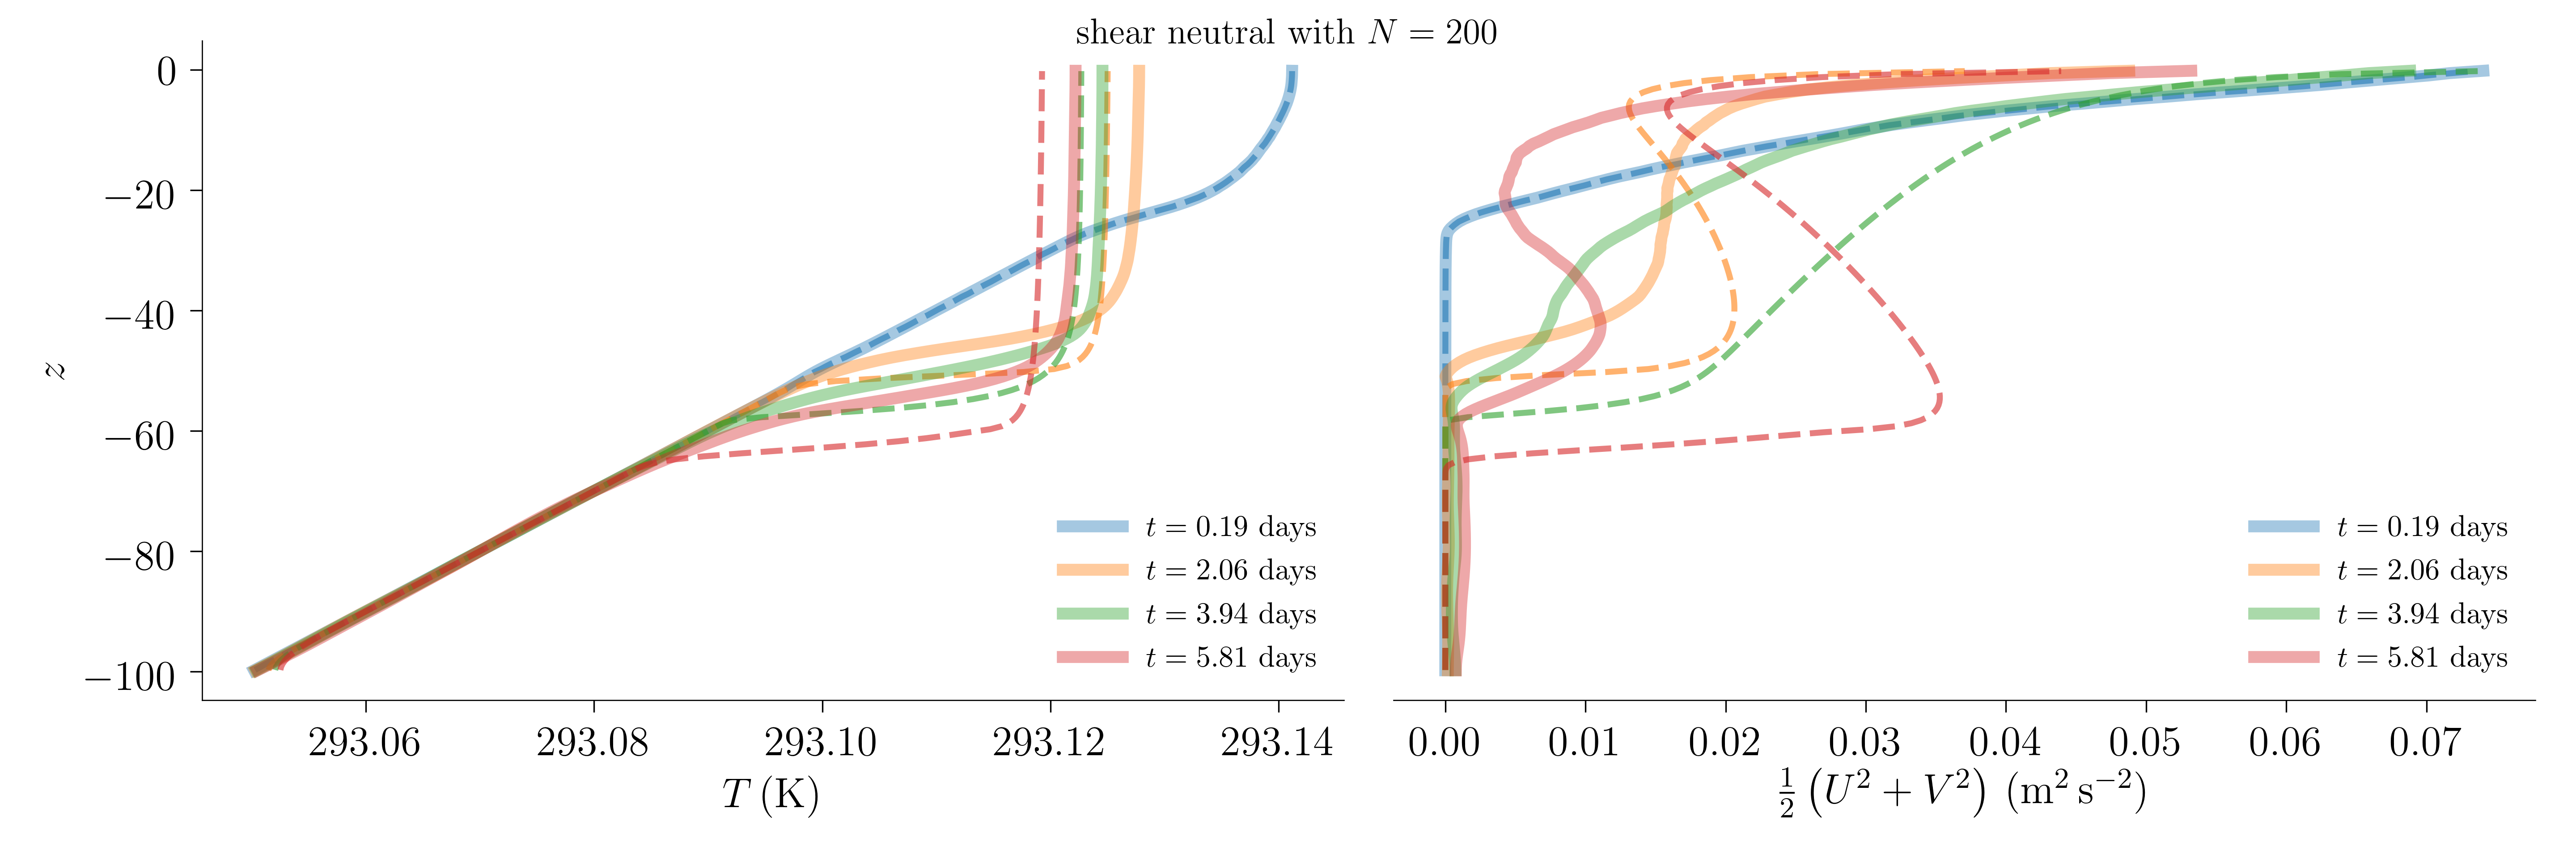 shear neutral with N = 200
0
−20
−40
−60
−80
−100
z
t = 0.19 days
t = 2.06 days
t = 3.94 days
t = 5.81 days
293.06 293.08 293.10 293.12 293.14
T (K)
t = 0.19 days
t = 2.06 days
t = 3.94 days
t = 5.81 days
0.00 0.01 0.02 0.03 0.04 0.05 0.06 0.07
½ (U² + V²) (m² s⁻²)